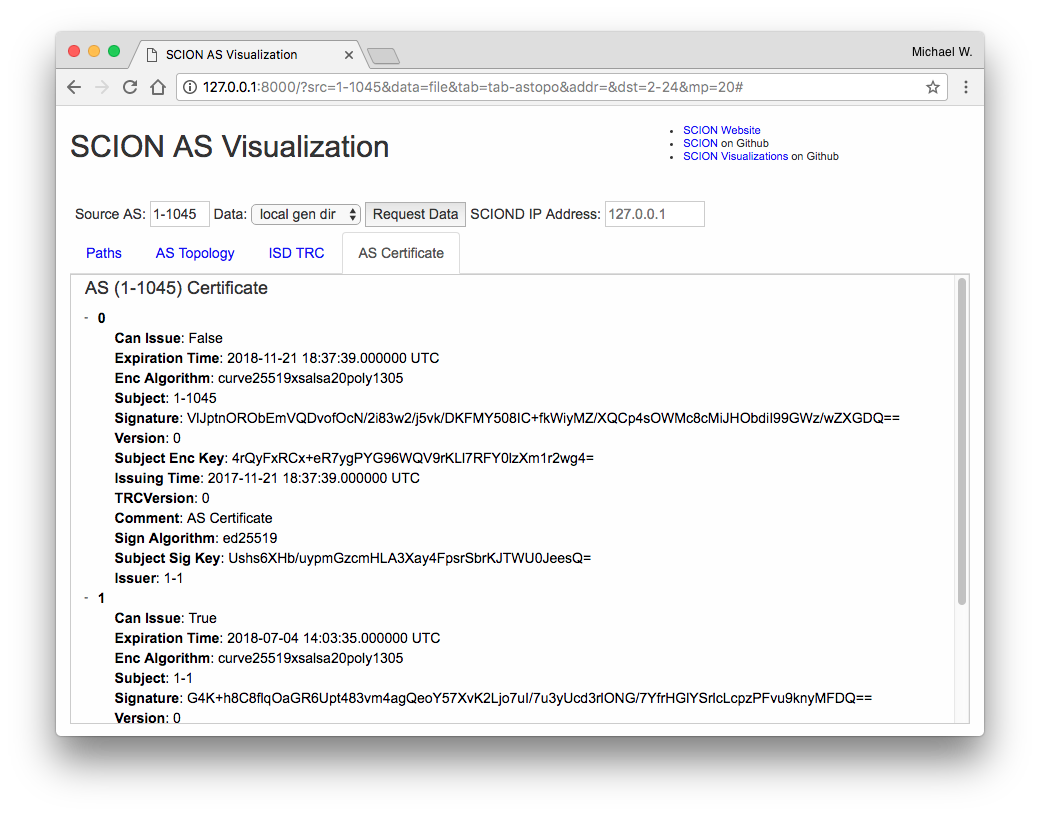 SCION AS Visualization
Michael W.
127.0.0.1:8000/?src=1-1045&data=file&tab=tab-astopo&addr=&dst=2-24&mp=20#
SCION AS Visualization
SCION Website
SCION on Github
SCION Visualizations on Github
Source AS: 1-1045 Data: local gen dir Request Data SCIOND IP Address: 127.0.0.1
Paths AS Topology ISD TRC AS Certificate
AS (1-1045) Certificate
- 0
Can Issue: False
Expiration Time: 2018-11-21 18:37:39.000000 UTC
Enc Algorithm: curve25519xsalsa20poly1305
Subject: 1-1045
Signature: VIJptnORObEmVQDvofOcN/2i83w2/j5vk/DKFMY508IC+fkWiyMZ/XQCp4sOWMc8cMiJHObdiI99GWz/wZXGDQ==
Version: 0
Subject Enc Key: 4rQyFxRCx+eR7ygPYG96WQV9rKLl7RFY0lzXm1r2wg4=
Issuing Time: 2017-11-21 18:37:39.000000 UTC
TRCVersion: 0
Comment: AS Certificate
Sign Algorithm: ed25519
Subject Sig Key: Ushs6XHb/uypmGzcmHLA3Xay4FpsrSbrKJTWU0JeesQ=
Issuer: 1-1
- 1
Can Issue: True
Expiration Time: 2018-07-04 14:03:35.000000 UTC
Enc Algorithm: curve25519xsalsa20poly1305
Subject: 1-1
Signature: G4K+h8C8flqOaGR6Upt483vm4agQeoY57XvK2Ljo7uI/7u3yUcd3rlONG/7YfrHGIYSrlcLcpzPFvu9knyMFDQ==
Version: 0